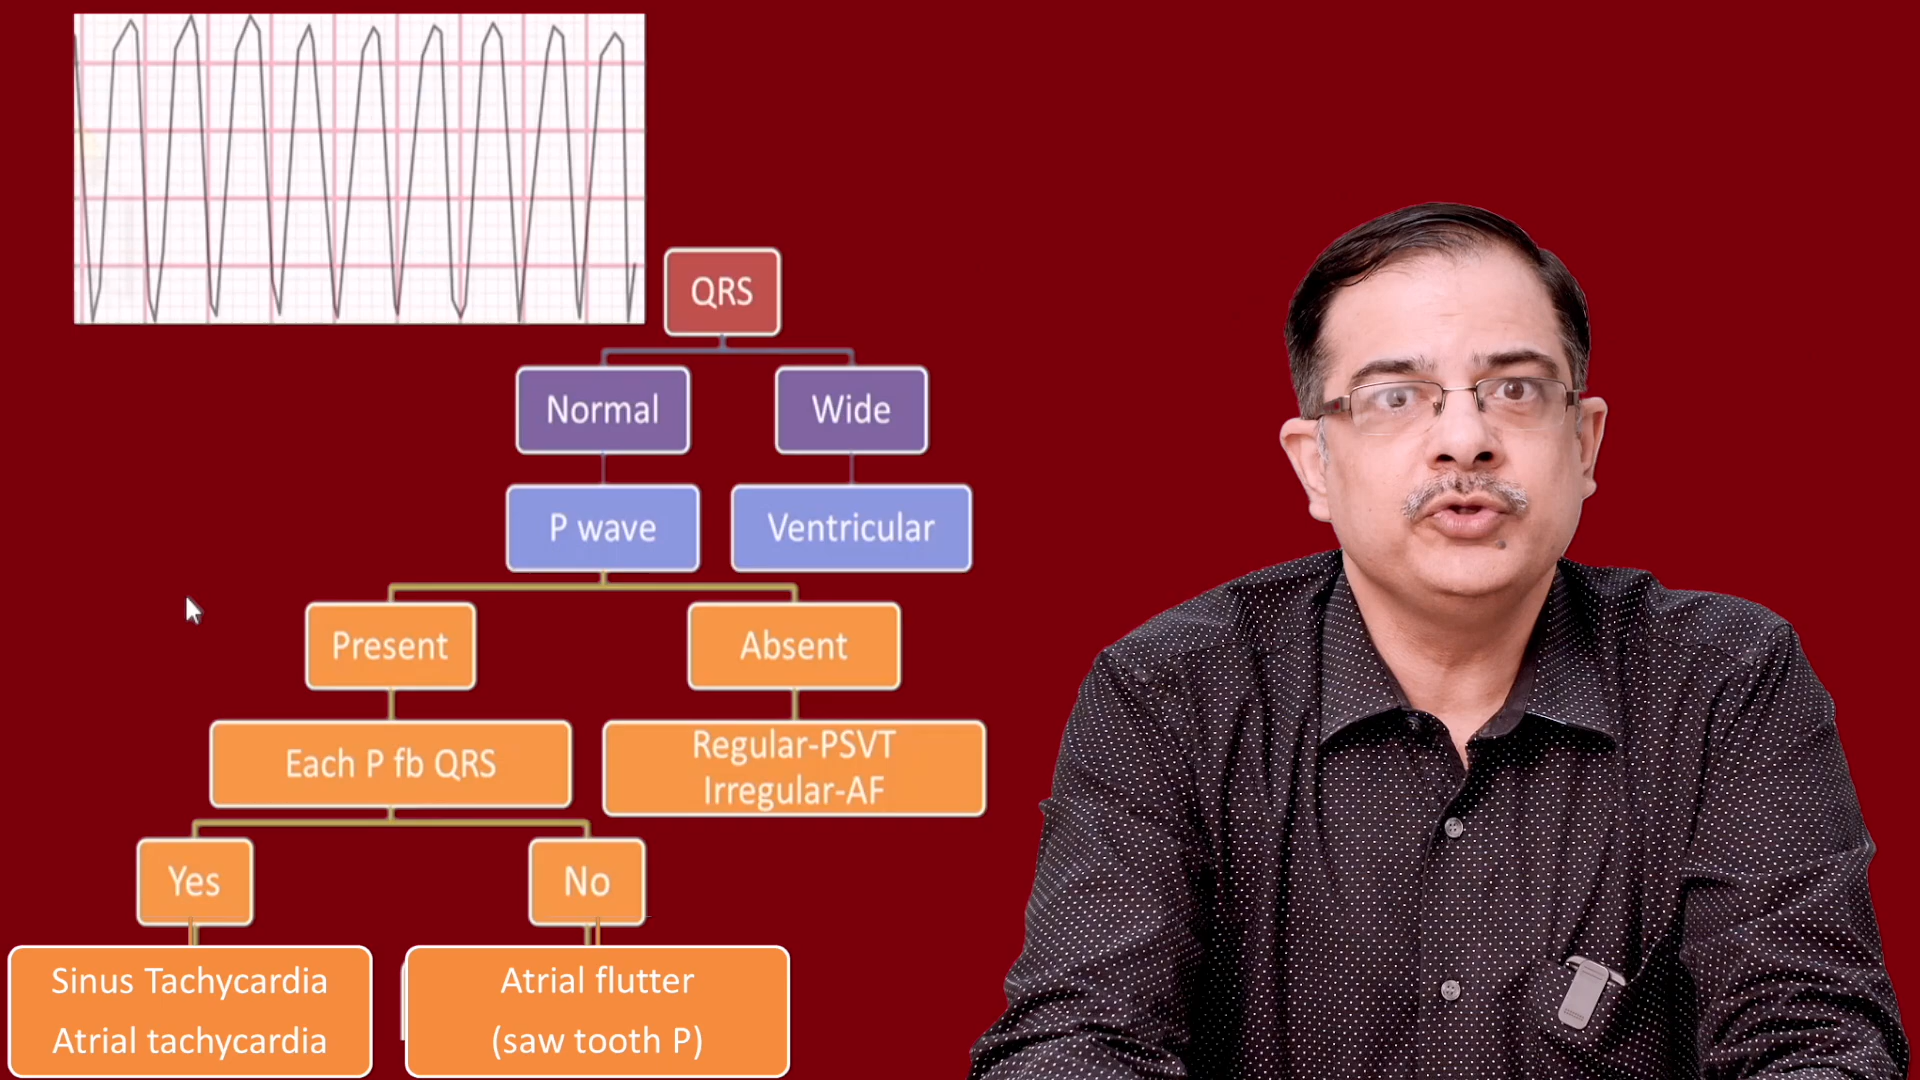 QRS
Normal
Wide
P wave
Ventricular
Present
Absent
Each P fb QRS
Regular-PSVT
Irregular-AF
Yes
No
Sinus Tachycardia
Atrial tachycardia
Atrial flutter
(saw tooth P)